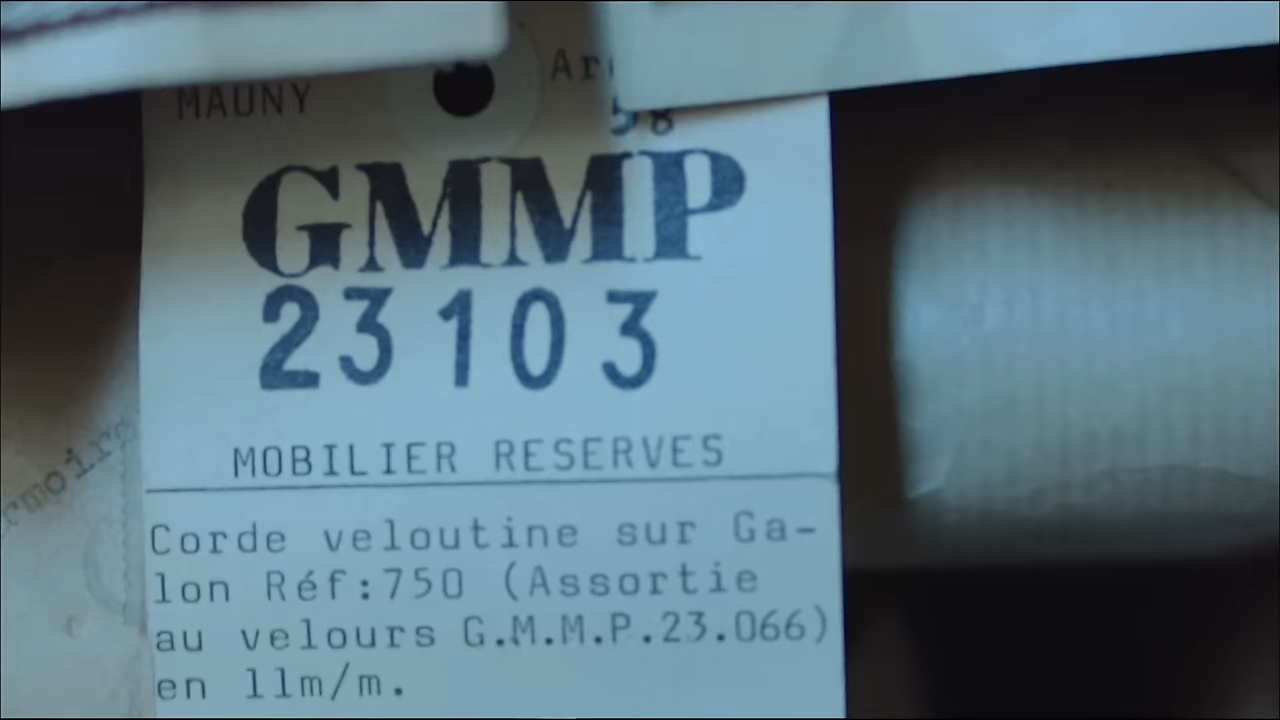 MAUNY
58
GMMP
23103
MOBILIER RESERVES
Corde veloutine sur Ga-
lon Réf:750 (Assortie
au velours G.M.M.P.23.066)
en 11m/m.